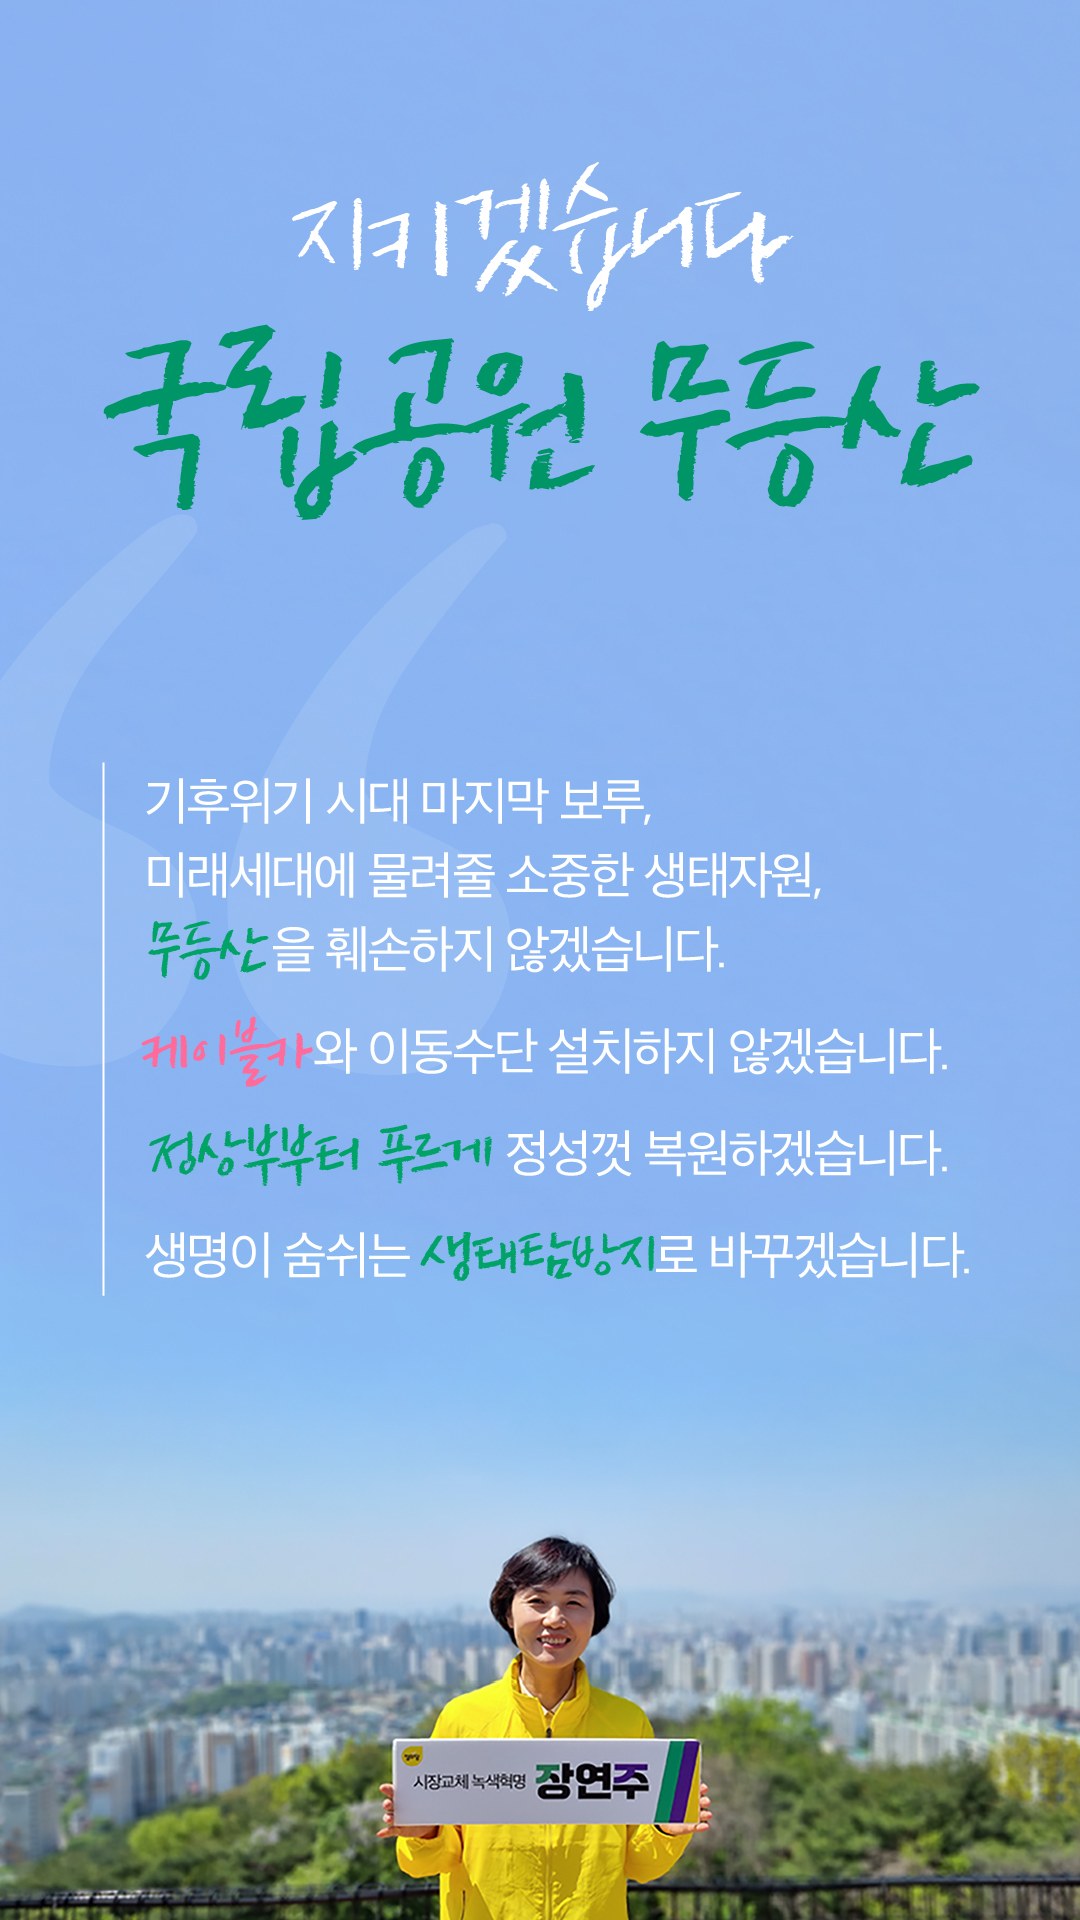 지키겠습니다
국립공원 무등산
기후위기 시대 마지막 보루,
미래세대에 물려줄 소중한 생태자원,
무등산을 훼손하지 않겠습니다.
케이블카와 이동수단 설치하지 않겠습니다.
정상부부터 푸르게 정성껏 복원하겠습니다.
생명이 숨쉬는 생태탐방지로 바꾸겠습니다.
정의당
시장교체 녹색혁명 장연주